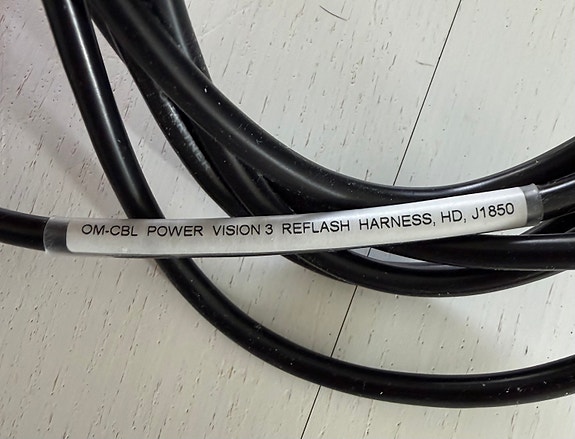 OM-CBL POWER VISION 3 REFLASH HARNESS, HD, J1850